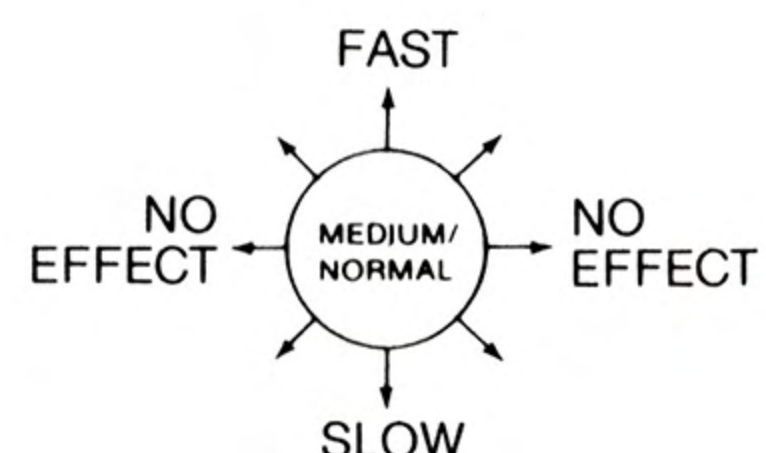 FAST
NO
EFFECT
MEDIUM/
NORMAL
NO
EFFECT
SLOW